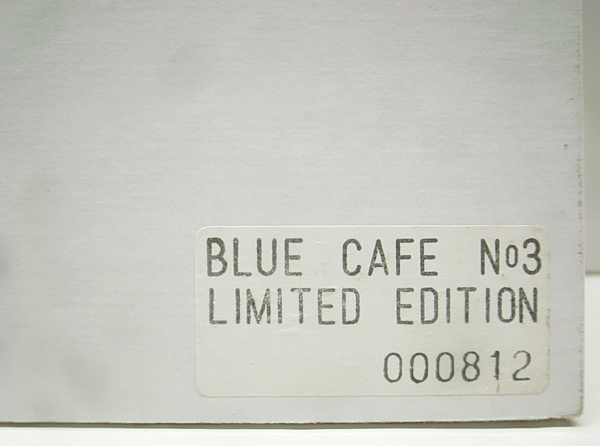 BLUE CAFE No3
LIMITED EDITION
000812